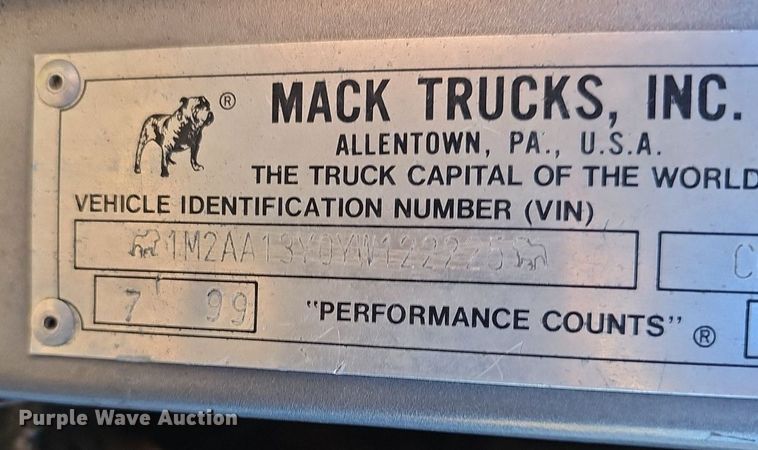 ®
MACK TRUCKS, INC.
ALLENTOWN, PA., U.S.A.
THE TRUCK CAPITAL OF THE WORLD
VEHICLE IDENTIFICATION NUMBER (VIN)
1M2AA13Y0YW122225
C
7 99
"PERFORMANCE COUNTS" ®
Purple Wave Auction